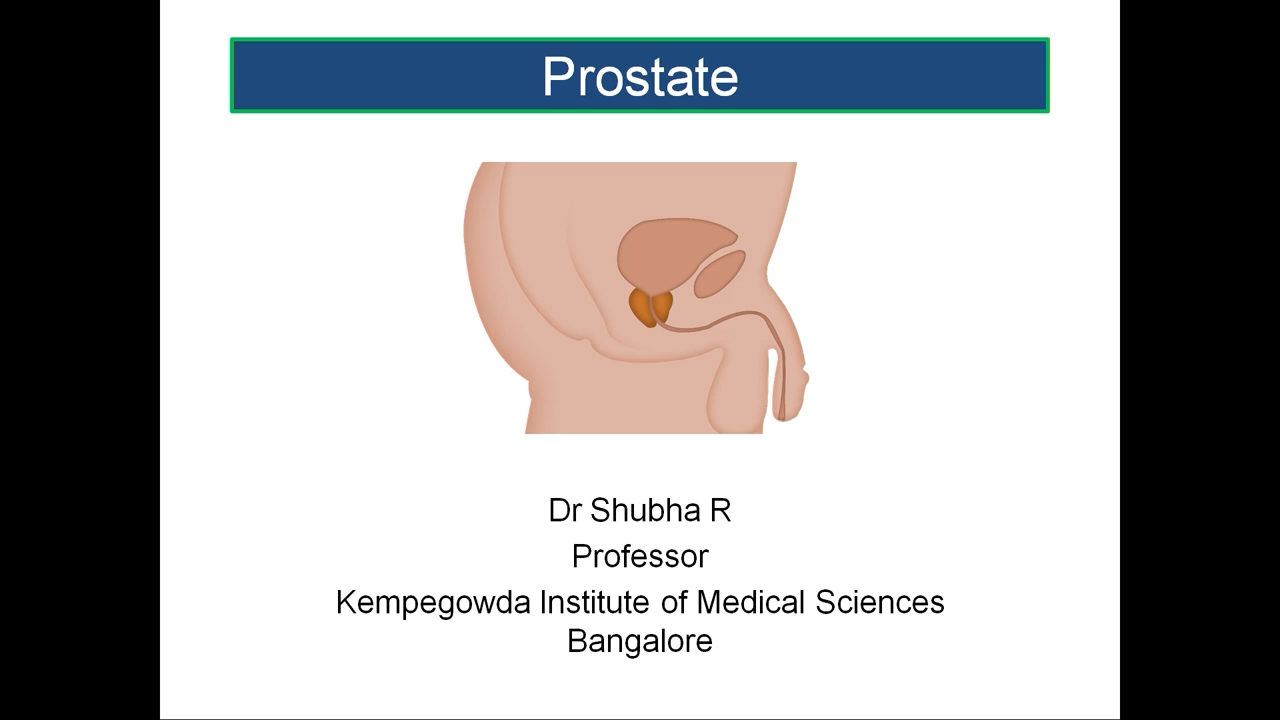 Prostate
Dr Shubha R
Professor
Kempegowda Institute of Medical Sciences
Bangalore